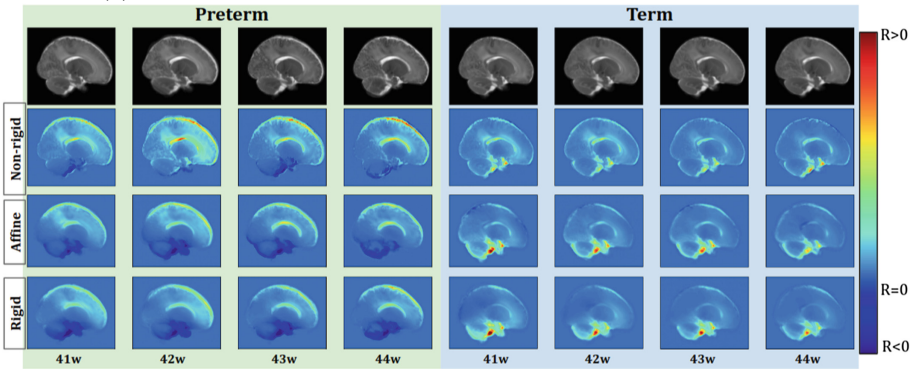 Preterm
Term
R>0
Non-rigid
Affine
Rigid
R=0
R<0
41w 42w 43w 44w 41w 42w 43w 44w